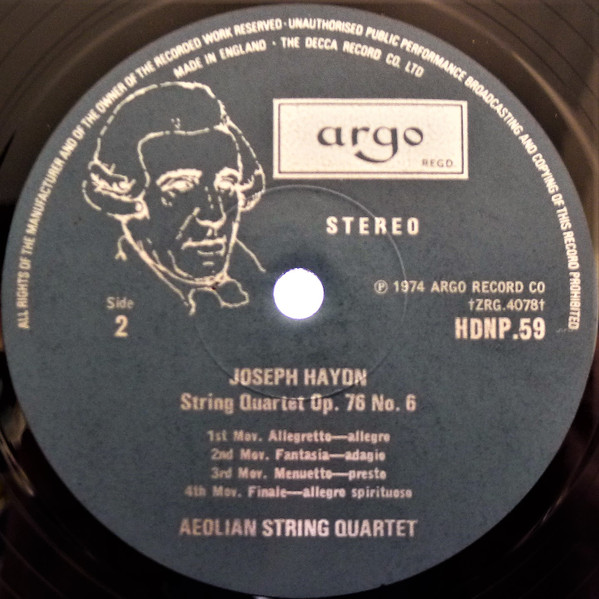 ALL RIGHTS OF THE MANUFACTURER AND OF THE OWNER OF THE RECORDED WORK RESERVED · UNAUTHORISED PUBLIC PERFORMANCE BROADCASTING AND COPYING OF THIS RECORD PROHIBITED
MADE IN ENGLAND · THE DECCA RECORD CO. LTD
argo
REGD.
STEREO
℗ 1974 ARGO RECORD CO
†ZRG.4078†
HDNP.59
Side
2
JOSEPH HAYDN
String Quartet Op. 76 No. 6
1st Mov. Allegretto—allegro
2nd Mov. Fantasia—adagio
3rd Mov. Menuetto—presto
4th Mov. Finale—allegro spirituoso
AEOLIAN STRING QUARTET